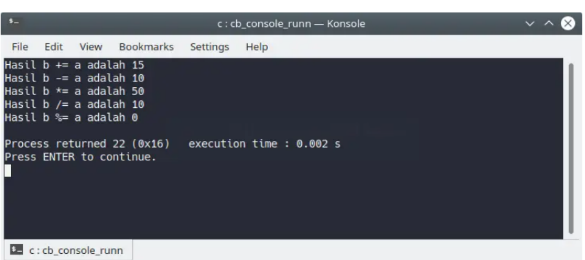 c : cb_console_runn — Konsole
File Edit View Bookmarks Settings Help
Hasil b += a adalah 15
Hasil b -= a adalah 10
Hasil b *= a adalah 50
Hasil b /= a adalah 10
Hasil b %= a adalah 0
Process returned 22 (0x16) execution time : 0.002 s
Press ENTER to continue.
c : cb_console_runn